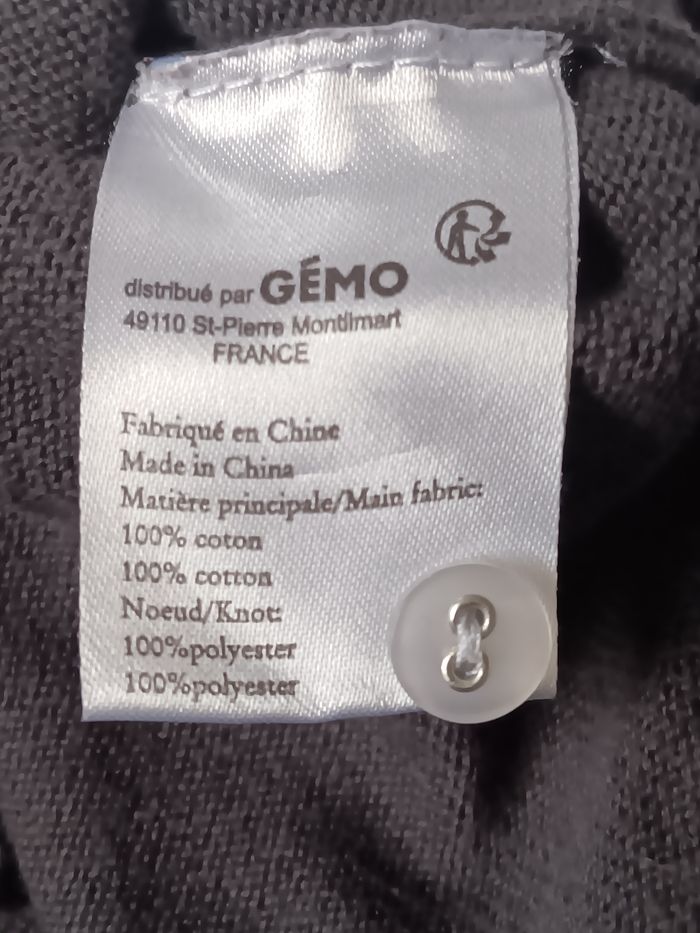 distribué par GÉMO
49110 St-Pierre Montlimart
FRANCE
Fabriqué en Chine
Made in China
Matière principale/Main fabric:
100% coton
100% cotton
Noeud/Knot:
100%polyester
100%polyester